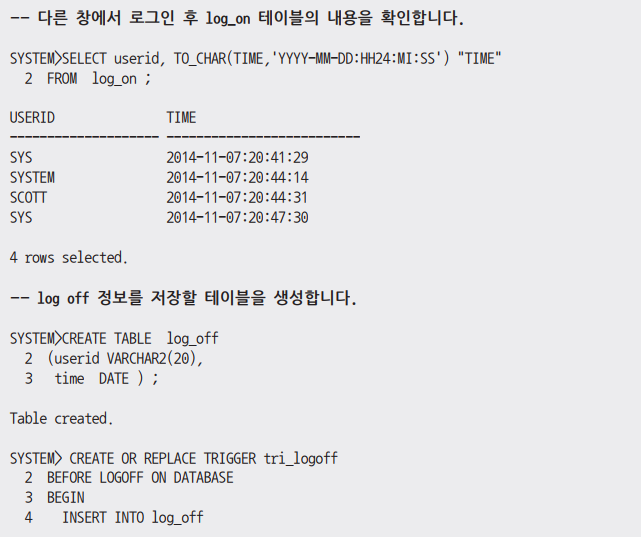 -- 다른 창에서 로그인 후 log_on 테이블의 내용을 확인합니다.
SYSTEM>SELECT userid, TO_CHAR(TIME,'YYYY-MM-DD:HH24:MI:SS') "TIME"
2 FROM log_on ;
USERID TIME
-------------------- --------------------------
SYS 2014-11-07:20:41:29
SYSTEM 2014-11-07:20:44:14
SCOTT 2014-11-07:20:44:31
SYS 2014-11-07:20:47:30
4 rows selected.
-- log off 정보를 저장할 테이블을 생성합니다.
SYSTEM>CREATE TABLE log_off
2 (userid VARCHAR2(20),
3 time DATE ) ;
Table created.
SYSTEM> CREATE OR REPLACE TRIGGER tri_logoff
2 BEFORE LOGOFF ON DATABASE
3 BEGIN
4 INSERT INTO log_off